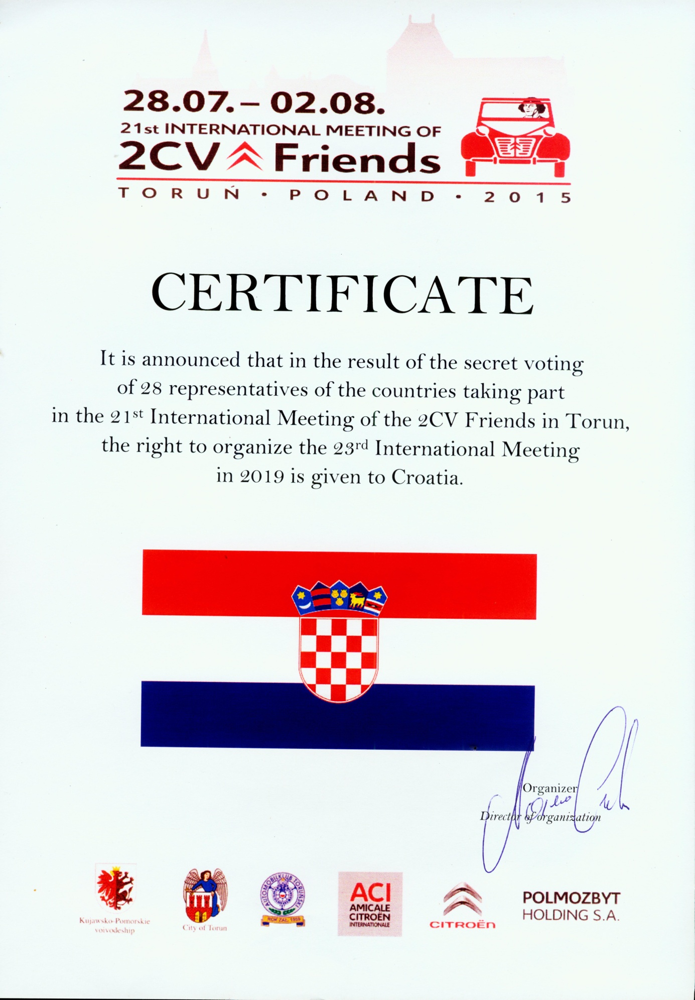 28.07. – 02.08.
21st INTERNATIONAL MEETING OF
2CV Friends
TORUŃ · POLAND · 2015
CERTIFICATE
It is announced that in the result of the secret voting
of 28 representatives of the countries taking part
in the 21st International Meeting of the 2CV Friends in Torun,
the right to organize the 23rd International Meeting
in 2019 is given to Croatia.
Organizer
Director of organization
Kujawsko-Pomorskie
voivodeship
City of Torun
AUTOMOBILKLUB TORUŃSKI
ROK ZAŁ. 1959
ACI
AMICALE
CITROËN
INTERNATIONALE
CITROËN
POLMOZBYT
HOLDING S.A.